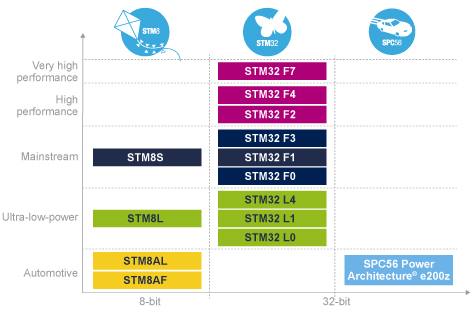 STM8
STM32
SPC56
Very high
performance
STM32 F7
High
performance
STM32 F4
STM32 F2
Mainstream
STM8S
STM32 F3
STM32 F1
STM32 F0
Ultra-low-power
STM8L
STM32 L4
STM32 L1
STM32 L0
Automotive
STM8AL
STM8AF
SPC56 Power
Architecture® e200z
8-bit
32-bit